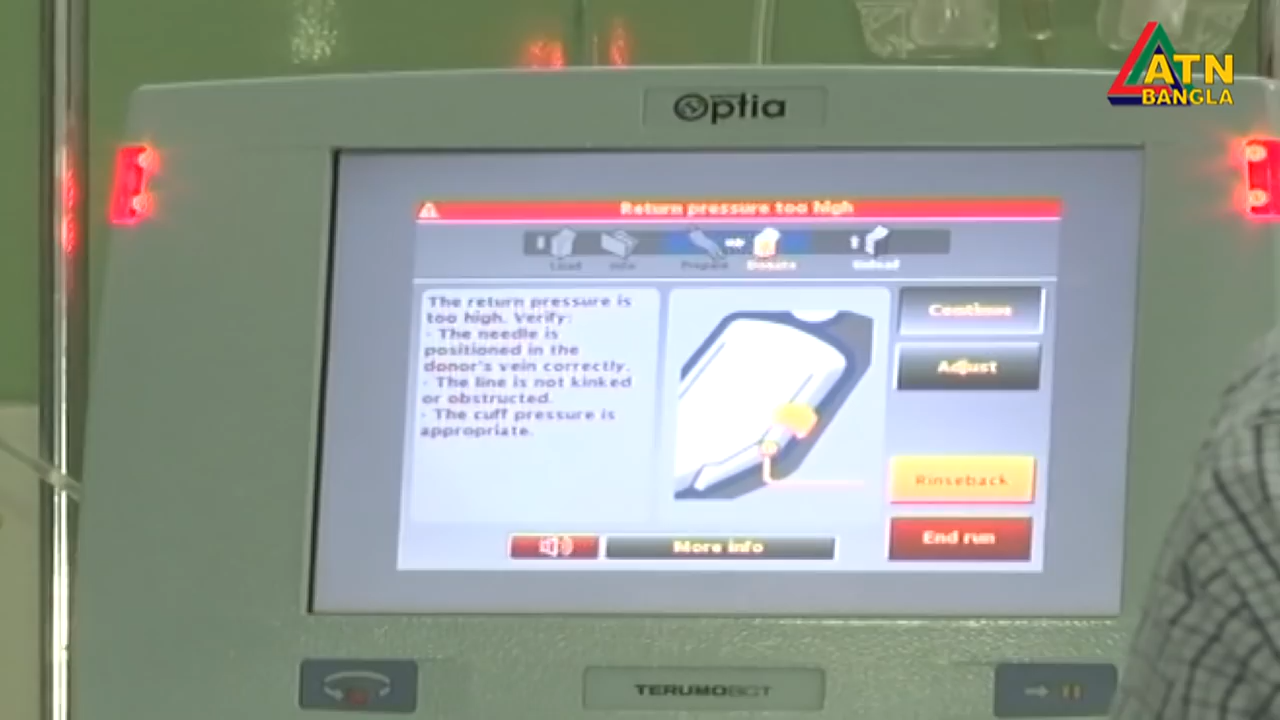 ATN
BANGLA
Optia
Return pressure too high
Load
Info
Prepare
Donate
Unload
The return pressure is
too high. Verify:
- The needle is
positioned in the
donor's vein correctly.
- The line is not kinked
or obstructed.
- The cuff pressure is
appropriate.
Continue
Adjust
Rinseback
End run
More info
TERUMOBCT